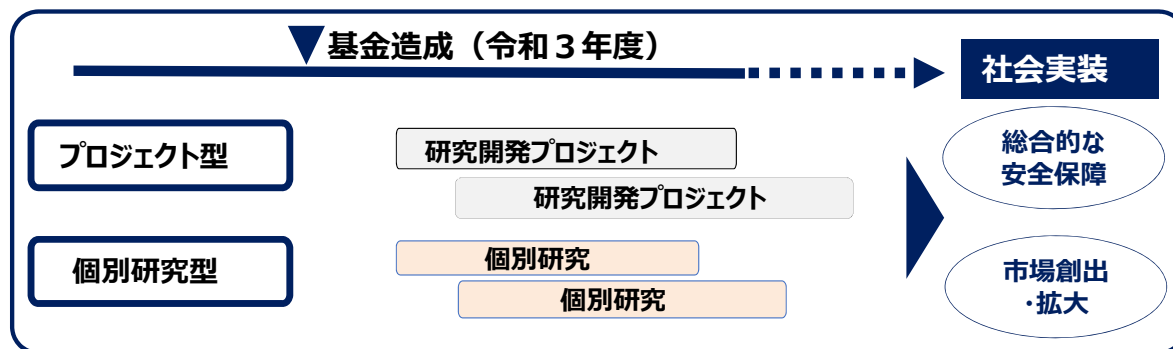 ▼基金造成（令和３年度）
社会実装
プロジェクト型
研究開発プロジェクト
研究開発プロジェクト
総合的な
安全保障
個別研究型
個別研究
個別研究
市場創出
・拡大